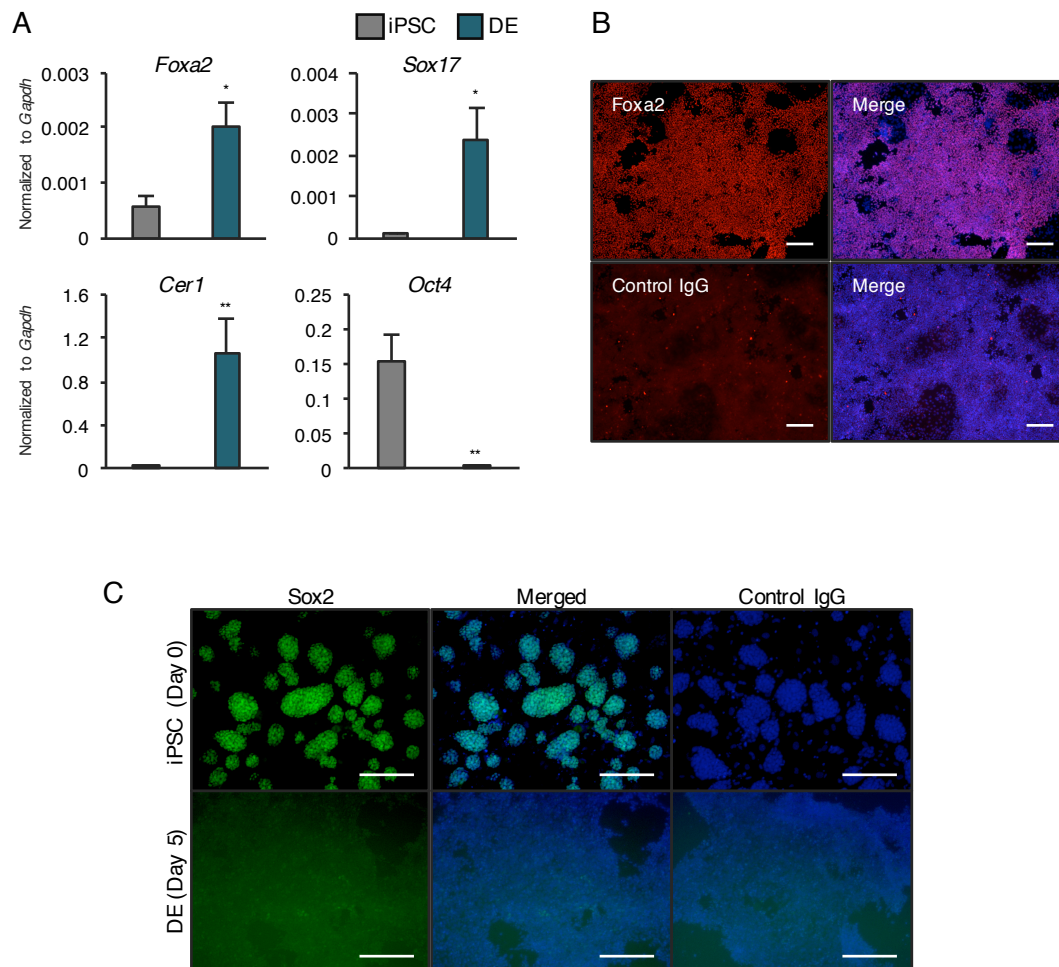 A
iPSC DE
Foxa2
Normalized to Gapdh
0.003
0.002
0.001
0
*
Sox17
0.004
0.003
0.002
0.001
0
*
Cer1
Normalized to Gapdh
1.6
1.2
0.8
0.4
0
**
Oct4
0.25
0.2
0.15
0.1
0.05
0
**
B
Foxa2 Merge
Control IgG Merge
C
Sox2 Merged Control IgG
iPSC (Day 0)
DE (Day 5)